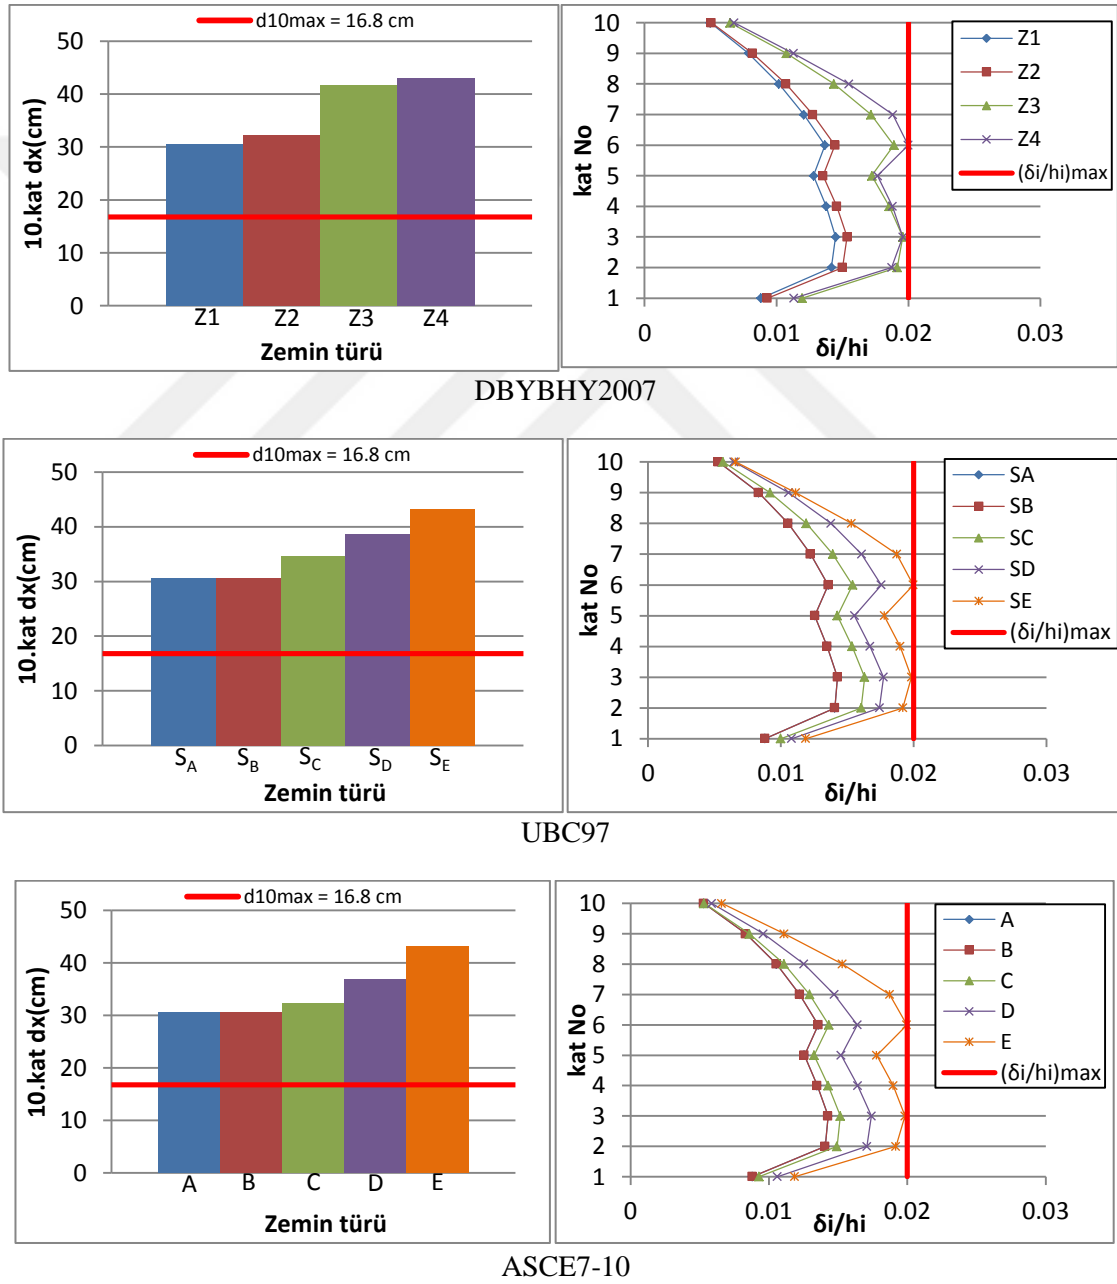 d10max = 16.8 cm
50
40
30
20
10
0
10.kat dx(cm)
Z1 Z2 Z3 Z4
Zemin türü
10
9
8
7
6
5
4
3
2
1
kat No
0 0.01 0.02 0.03
δi/hi
Z1
Z2
Z3
Z4
(δi/hi)max
DBYBHY2007
d10max = 16.8 cm
50
40
30
20
10
0
10.kat dx(cm)
SA SB SC SD SE
Zemin türü
10
9
8
7
6
5
4
3
2
1
kat No
0 0.01 0.02 0.03
δi/hi
SA
SB
SC
SD
SE
(δi/hi)max
UBC97
d10max = 16.8 cm
50
40
30
20
10
0
10.kat dx(cm)
A B C D E
Zemin türü
10
9
8
7
6
5
4
3
2
1
kat No
0 0.01 0.02 0.03
δi/hi
A
B
C
D
E
(δi/hi)max
ASCE7-10